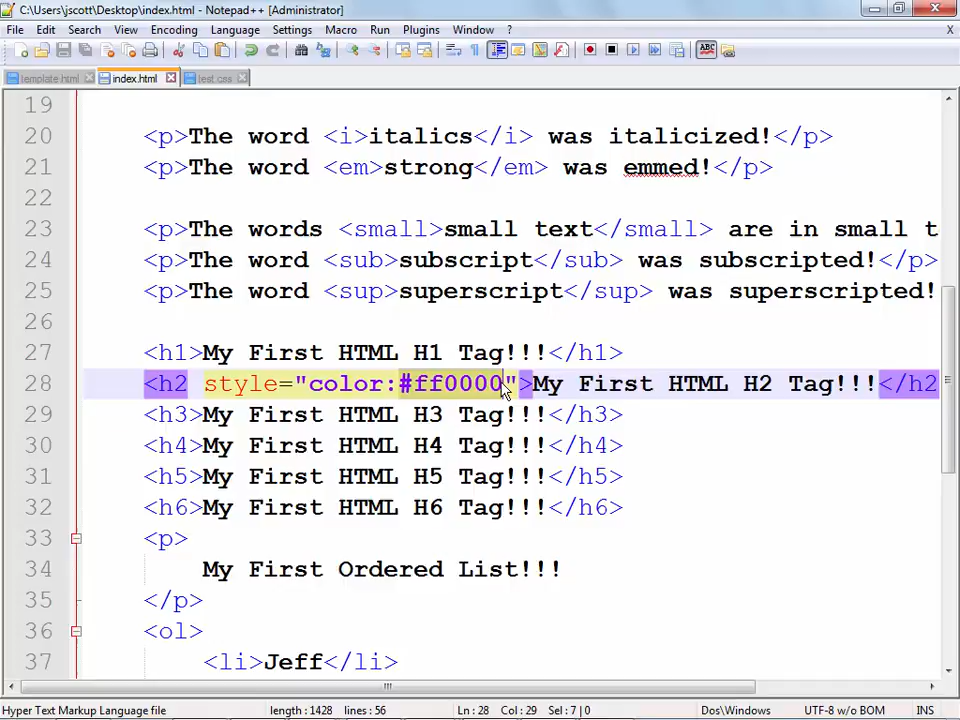 C:\Users\jscott\Desktop\index.html - Notepad++ [Administrator]
File Edit Search View Encoding Language Settings Macro Run Plugins Window ? X
template.html index.html test.css
19
20 <p>The word <i>italics</i> was italicized!</p>
21 <p>The word <em>strong</em> was emmed!</p>
22
23 <p>The words <small>small text</small> are in small t
24 <p>The word <sub>subscript</sub> was subscripted!</p>
25 <p>The word <sup>superscript</sup> was superscripted!
26
27 <h1>My First HTML H1 Tag!!!</h1>
28 <h2 style="color:#ff0000">My First HTML H2 Tag!!!</h2
29 <h3>My First HTML H3 Tag!!!</h3>
30 <h4>My First HTML H4 Tag!!!</h4>
31 <h5>My First HTML H5 Tag!!!</h5>
32 <h6>My First HTML H6 Tag!!!</h6>
33 <p>
34 My First Ordered List!!!
35 </p>
36 <ol>
37 <li>Jeff</li>
Hyper Text Markup Language file length : 1428 lines : 56 Ln : 28 Col : 29 Sel : 7 | 0 Dos\Windows UTF-8 w/o BOM INS